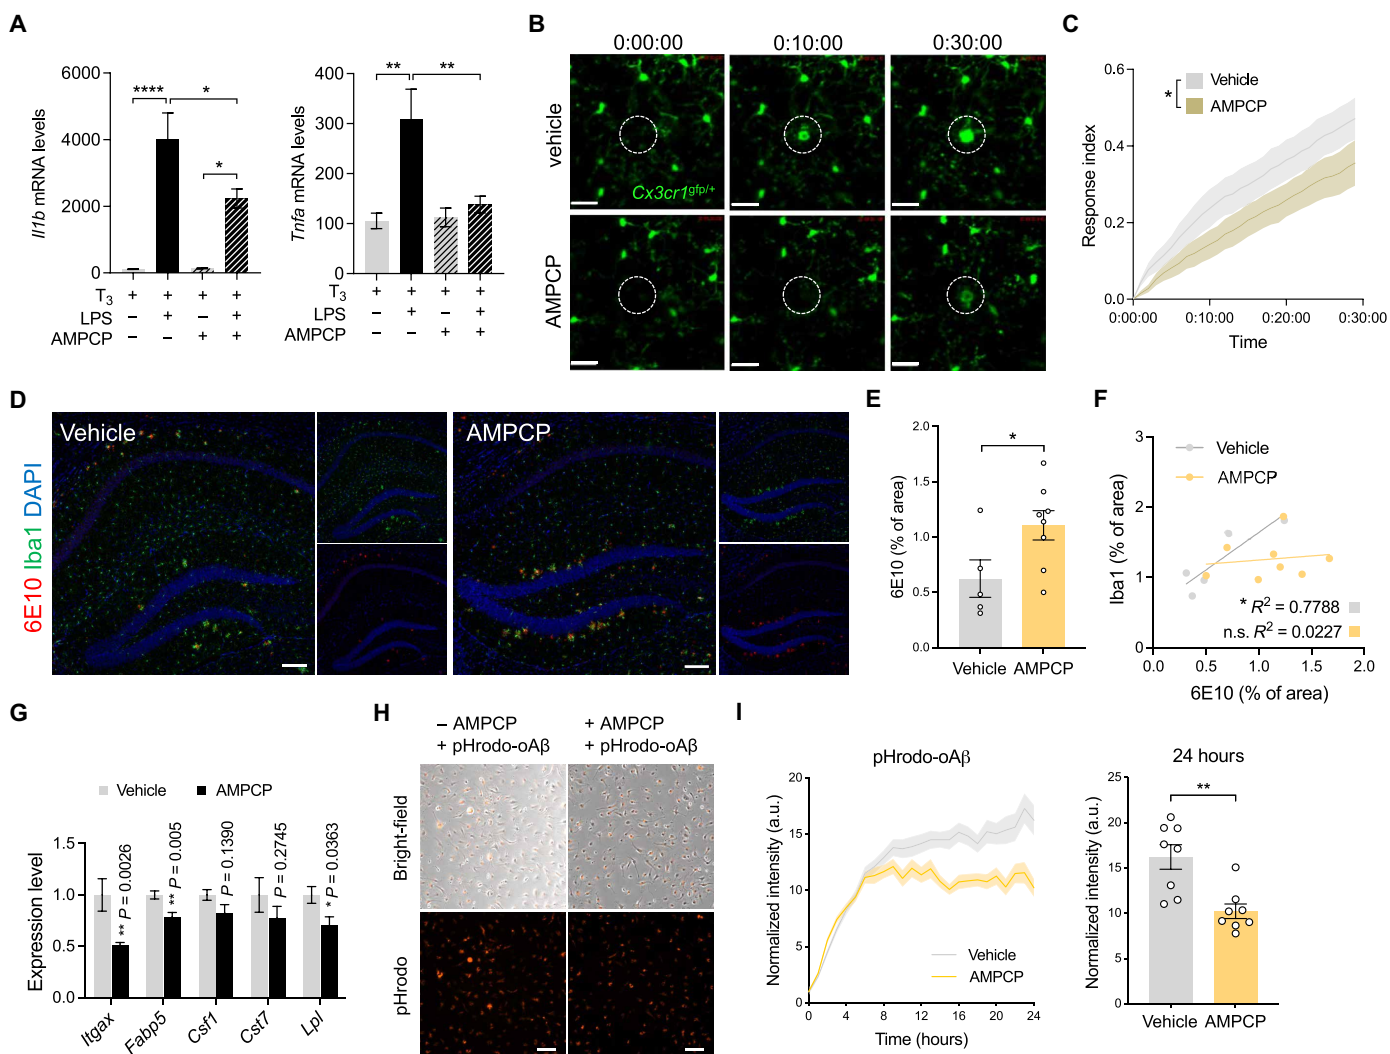 A
Il1b mRNA levels
6000
4000
2000
0
****
*
*
T3 + + + +
LPS – + – +
AMPCP – – + +
Tnfa mRNA levels
400
300
200
100
0
**
**
T3 + + + +
LPS – + – +
AMPCP – – + +
B
0:00:00 0:10:00 0:30:00
vehicle
Cx3cr1gfp/+
AMPCP
C
Response index
0.6
0.4
0.2
0.0
* Vehicle
AMPCP
0:00:00 0:10:00 0:20:00 0:30:00
Time
D
6E10 Iba1 DAPI
Vehicle
AMPCP
E
6E10 (% of area)
2.0
1.5
1.0
0.5
0.0
*
Vehicle AMPCP
F
Iba1 (% of area)
3
2
1
0
Vehicle
AMPCP
* R2 = 0.7788
n.s. R2 = 0.0227
0.0 0.5 1.0 1.5 2.0
6E10 (% of area)
G
Vehicle AMPCP
Expression level
1.5
1.0
0.5
0.0
** P = 0.0026
** P = 0.005
P = 0.1390
P = 0.2745
* P = 0.0363
Itgax Fabp5 Csf1 Cst7 Lpl
H
– AMPCP
+ pHrodo-oAβ
+ AMPCP
+ pHrodo-oAβ
Bright-field
pHrodo
I
pHrodo-oAβ
Normalized intensity (a.u.)
20
15
10
5
0
Vehicle
AMPCP
0 4 8 12 16 20 24
Time (hours)
24 hours
Normalized intensity (a.u.)
25
20
15
10
5
0
**
Vehicle AMPCP